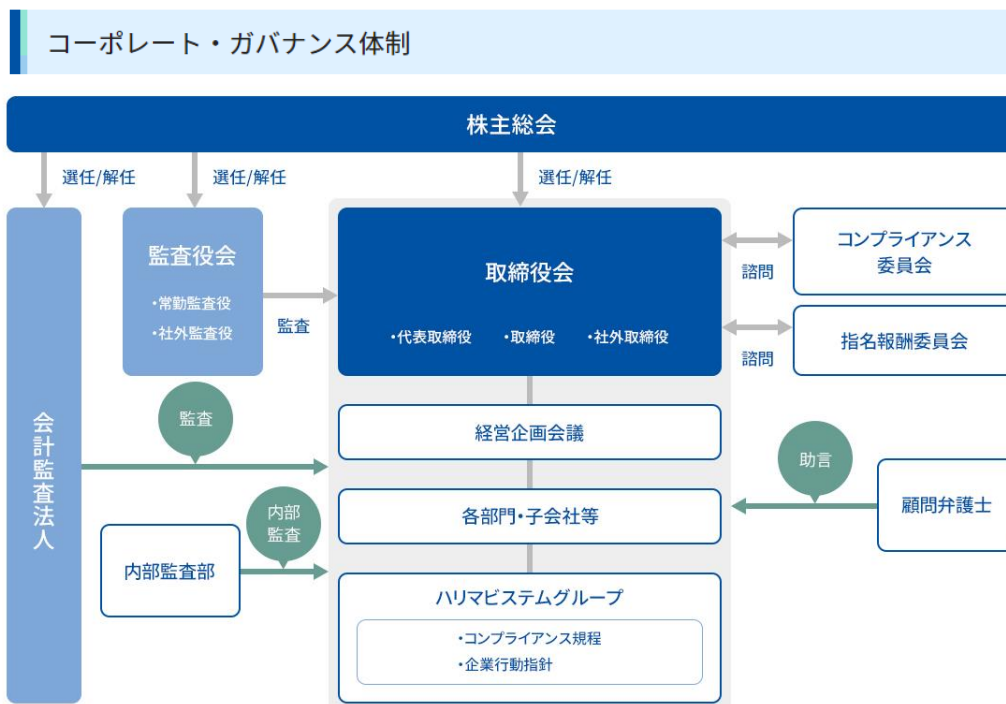 コーポレート・ガバナンス体制
株主総会
選任/解任
選任/解任
選任/解任
監査役会
・常勤監査役
・社外監査役
監査
取締役会
・代表取締役
・取締役
・社外取締役
諮問
コンプライアンス
委員会
諮問
指名報酬委員会
会計監査法人
監査
経営企画会議
助言
顧問弁護士
各部門・子会社等
内部
監査
内部監査部
ハリマビステムグループ
・コンプライアンス規程
・企業行動指針